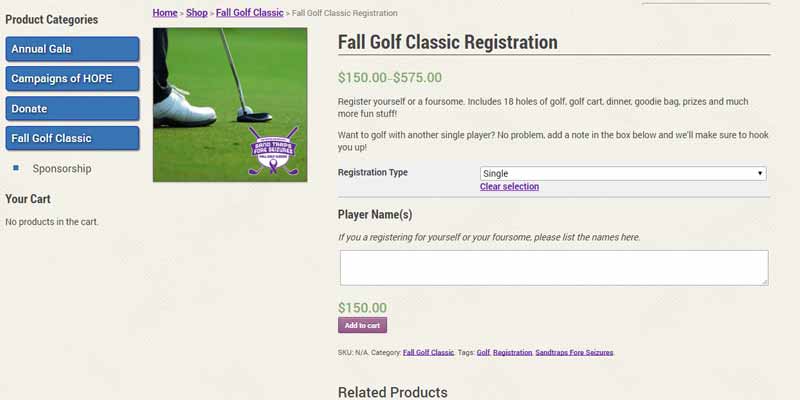 Product Categories
Annual Gala
Campaigns of HOPE
Donate
Fall Golf Classic
Sponsorship
Your Cart
No products in the cart.
Home > Shop > Fall Golf Classic > Fall Golf Classic Registration
SAND TRAPS
FORE SEIZURES
FALL GOLF CLASSIC
Fall Golf Classic Registration
$150.00–$575.00
Register yourself or a foursome. Includes 18 holes of golf, golf cart, dinner, goodie bag, prizes and much
more fun stuff!
Want to golf with another single player? No problem, add a note in the box below and we'll make sure to hook
you up!
Registration Type
Single
Clear selection
Player Name(s)
If you a registering for yourself or your foursome, please list the names here.
$150.00
Add to cart
SKU: N/A. Category: Fall Golf Classic. Tags: Golf, Registration, Sandtraps Fore Seizures.
Related Products